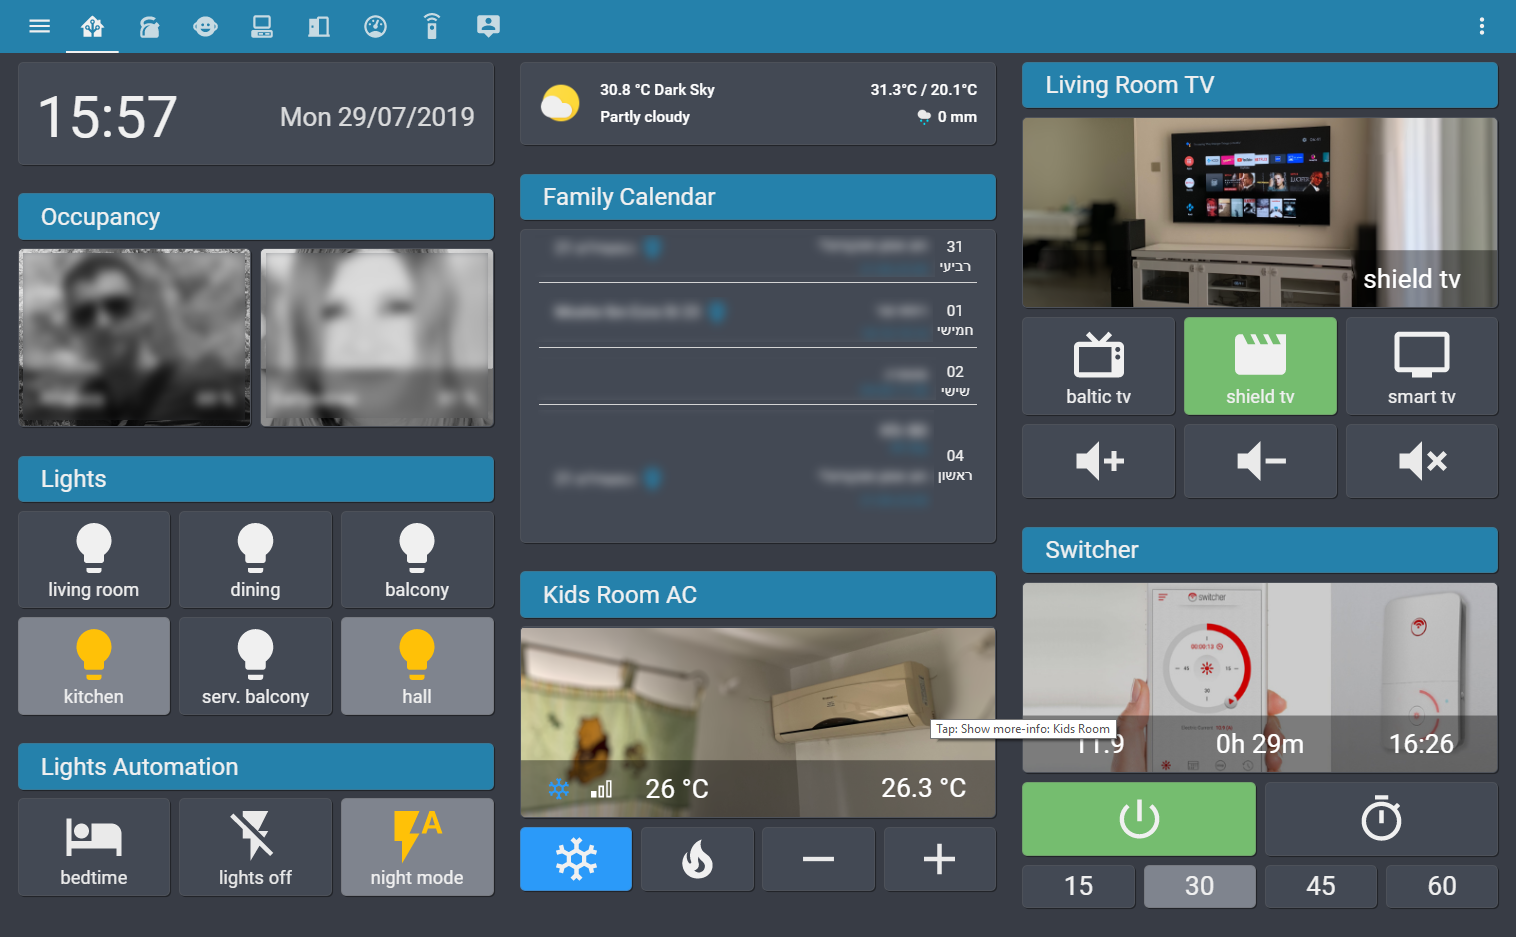 15:57
Mon 29/07/2019
Occupancy
Lights
living room
dining
balcony
kitchen
serv. balcony
hall
Lights Automation
bedtime
lights off
night mode
30.8 °C Dark Sky
31.3°C / 20.1°C
Partly cloudy
0 mm
Family Calendar
31
רביעי
01
חמישי
02
שישי
04
ראשון
Kids Room AC
26 °C
26.3 °C
Tap: Show more-info: Kids Room
Living Room TV
shield tv
baltic tv
shield tv
smart tv
Switcher
switcher
00:00:13
11.9
0h 29m
16:26
15
30
45
60